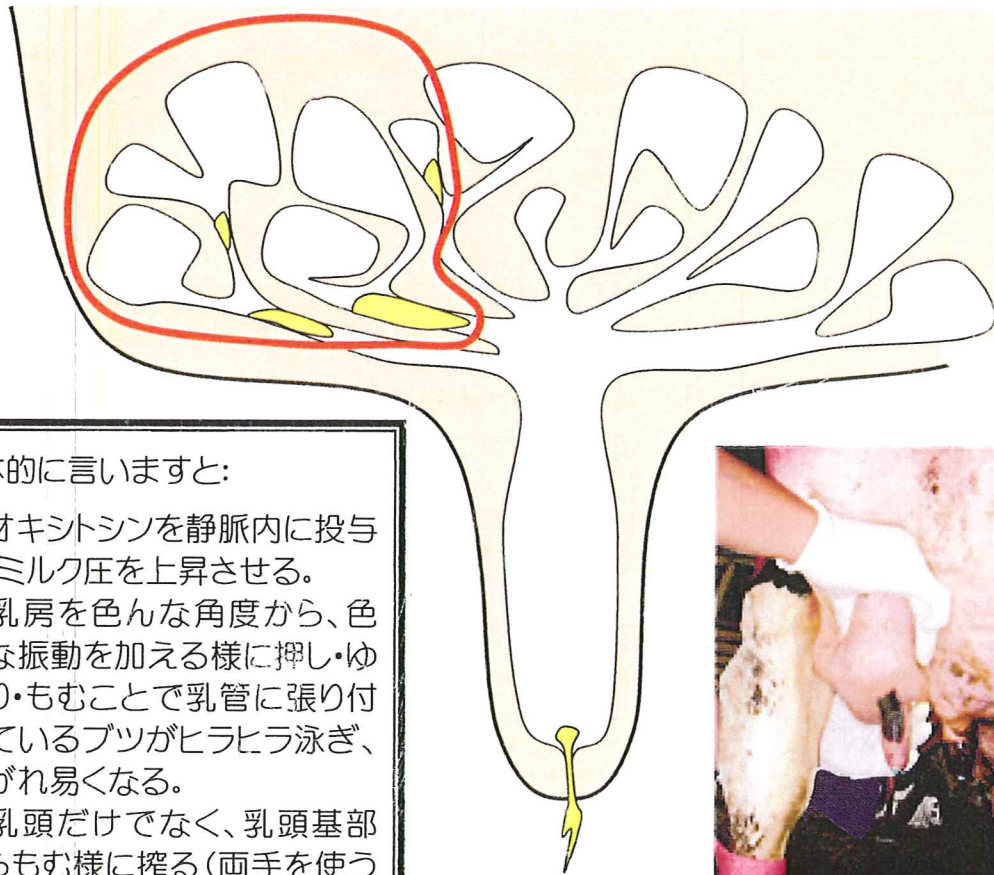 体的に言いますと:
オキシトシンを静脈内に投与
ミルク圧を上昇させる。
乳房を色んな角度から、色
な振動を加える様に押し・ゆ
り・もむことで乳管に張り付
ているブツがヒラヒラ泳ぎ、
がれ易くなる。
乳頭だけでなく、乳頭基部
らもむ様に搾る(両手を使う